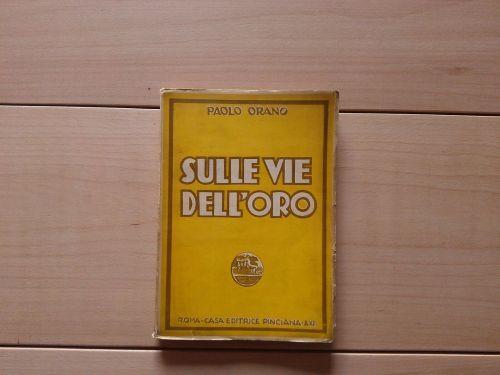 PAOLO ORANO
SULLE VIE
DELL'ORO
ROMA-CASA EDITRICE PINCIANA-XI